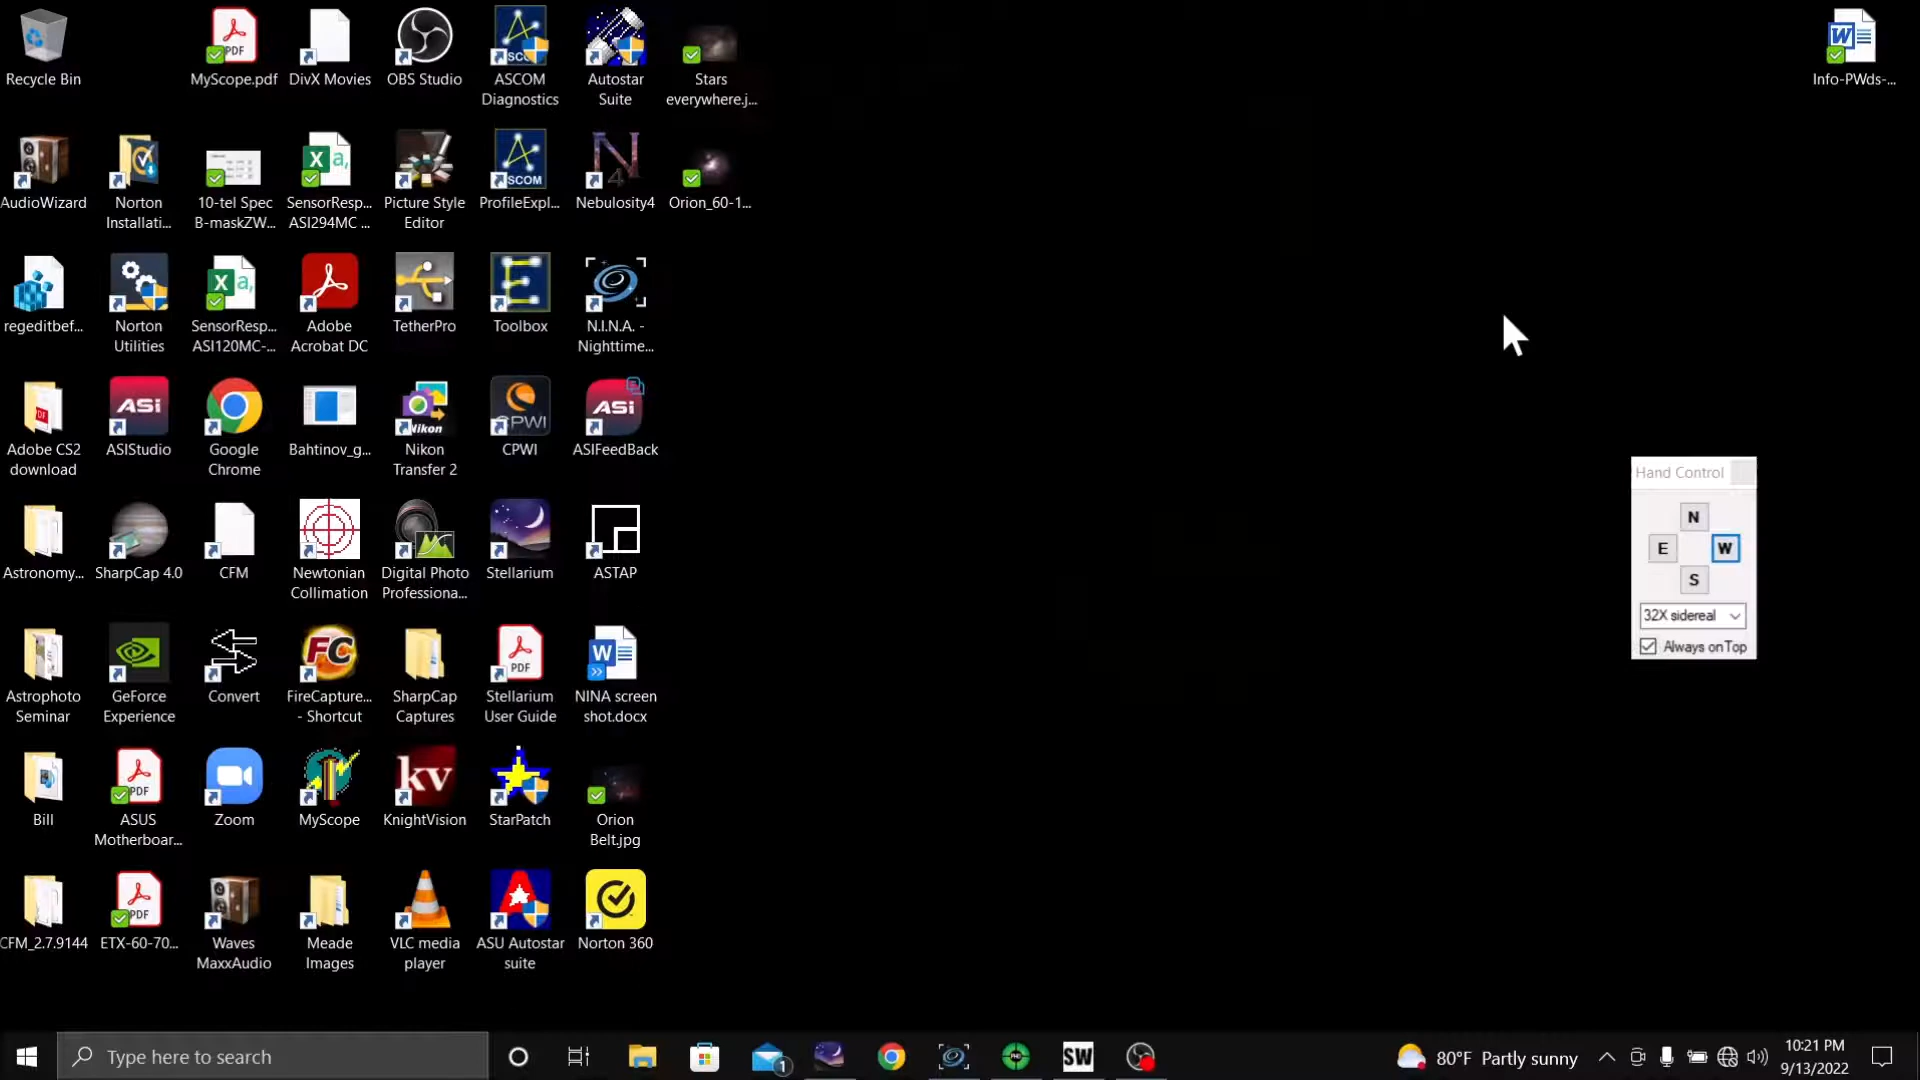 Recycle Bin
MyScope.pdf
DivX Movies
OBS Studio
ASCOM
Diagnostics
Autostar
Suite
Stars
everywhere.j...
Info-PWds-...
AudioWizard
Norton
Installati...
10-tel Spec
B-maskZW...
SensorResp...
ASI294MC ...
Picture Style
Editor
ProfileExpl...
Nebulosity4
Orion_60-1...
regeditbef...
Norton
Utilities
SensorResp...
ASI120MC-...
Adobe
Acrobat DC
TetherPro
Toolbox
N.I.N.A. -
Nighttime...
Adobe CS2
download
ASIStudio
Google
Chrome
Bahtinov_g...
Nikon
Transfer 2
CPWI
ASIFeedBack
Hand Control
N
E
W
S
32X sidereal
Always on Top
Astronomy...
SharpCap 4.0
CFM
Newtonian
Collimation
Digital Photo
Professiona...
Stellarium
ASTAP
Astrophoto
Seminar
GeForce
Experience
Convert
FireCapture...
- Shortcut
SharpCap
Captures
Stellarium
User Guide
NINA screen
shot.docx
Bill
ASUS
Motherboar...
Zoom
MyScope
KnightVision
StarPatch
Orion
Belt.jpg
CFM_2.7.9144
ETX-60-70...
Waves
MaxxAudio
Meade
Images
VLC media
player
ASU Autostar
suite
Norton 360
Type here to search
1
SW
80°F Partly sunny
10:21 PM
9/13/2022